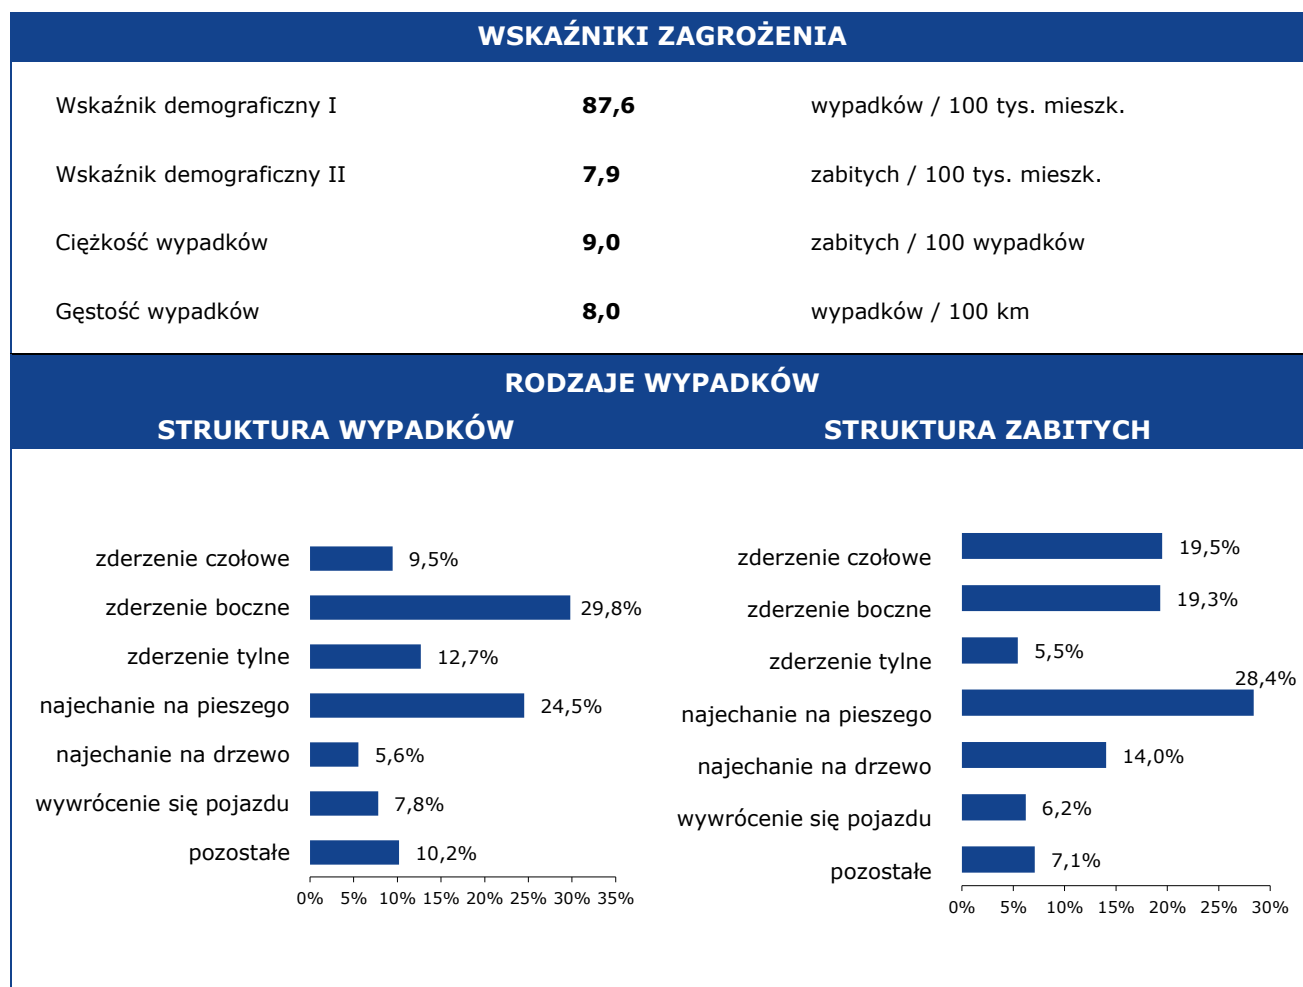 WSKAŹNIKI ZAGROŻENIA
Wskaźnik demograficzny I 87,6 wypadków / 100 tys. mieszk.
Wskaźnik demograficzny II 7,9 zabitych / 100 tys. mieszk.
Ciężkość wypadków 9,0 zabitych / 100 wypadków
Gęstość wypadków 8,0 wypadków / 100 km
RODZAJE WYPADKÓW
STRUKTURA WYPADKÓW
zderzenie czołowe 9,5%
zderzenie boczne 29,8%
zderzenie tylne 12,7%
najechanie na pieszego 24,5%
najechanie na drzewo 5,6%
wywrócenie się pojazdu 7,8%
pozostałe 10,2%
0% 5% 10% 15% 20% 25% 30% 35%
STRUKTURA ZABITYCH
zderzenie czołowe 19,5%
zderzenie boczne 19,3%
zderzenie tylne 5,5%
najechanie na pieszego 28,4%
najechanie na drzewo 14,0%
wywrócenie się pojazdu 6,2%
pozostałe 7,1%
0% 5% 10% 15% 20% 25% 30%